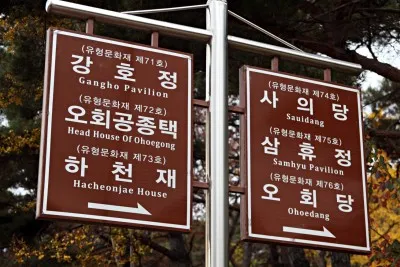 (유형문화재 제71호)
강호정
Gangho Pavilion
(유형문화재 제72호)
오회공종택
Head House Of Ohoegong
(유형문화재 제73호)
하천재
Hacheonjae House
(유형문화재 제74호)
사의당
Sauidang
(유형문화재 제75호)
삼휴정
Samhyu Pavilion
(유형문화재 제76호)
오회당
Ohoedang